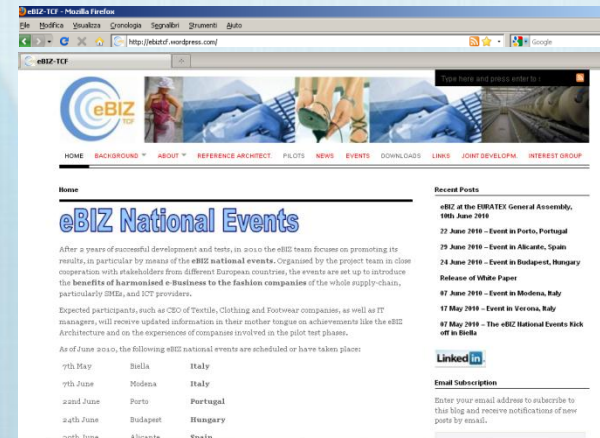 eBIZ-TCF - Mozilla Firefox
File Modifica Visualizza Cronologia Segnalibri Strumenti Aiuto
http://ebiztcf.wordpress.com/
Google
eBIZ-TCF
eBIZ
TCF
Type here and press enter to s
HOME BACKGROUND ABOUT REFERENCE ARCHITECT. PILOTS NEWS EVENTS DOWNLOADS LINKS JOINT DEVELOPM. INTEREST GROUP
Home
eBIZ National Events
After 2 years of successful development and tests, in 2010 the eBIZ team focuses on promoting its
results, in particular by means of the eBIZ national events. Organised by the project team in close
cooperation with stakeholders from different European countries, the events are set up to introduce
the benefits of harmonised e-Business to the fashion companies of the whole supply-chain,
particularly SMEs, and ICT providers.
Expected participants, such as CEO of Textile, Clothing and Footwear companies, as well as IT
managers, will receive updated information in their mother tongue on achievements like the eBIZ
Architecture and on the experiences of companies involved in the pilot test phases.
As of June 2010, the following eBIZ national events are scheduled or have taken place:
7th May Biella Italy
7th June Modena Italy
22nd June Porto Portugal
24th June Budapest Hungary
29th June Alicante Spain
Recent Posts
eBIZ at the EURATEX General Assembly,
10th June 2010
22 June 2010 – Event in Porto, Portugal
29 June 2010 – Event in Alicante, Spain
24 June 2010 – Event in Budapest, Hungary
Release of White Paper
07 June 2010 – Event in Modena, Italy
17 May 2010 – Event in Verona, Italy
07 May 2010 – The eBIZ National Events Kick
off in Biella
Linked in
Email Subscription
Enter your email address to subscribe to
this blog and receive notifications of new
posts by email.